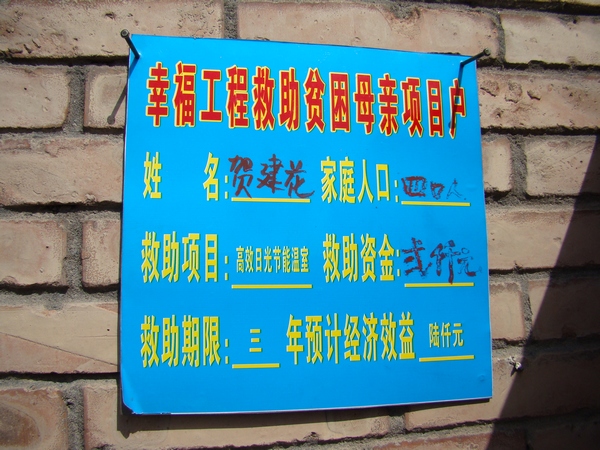 幸福工程救助贫困母亲项目户
姓 名:贺建花 家庭人口:四口人
救助项目:高效日光节能温室 救助资金:弍仟元
救助期限:三 年预计经济效益 陆仟元